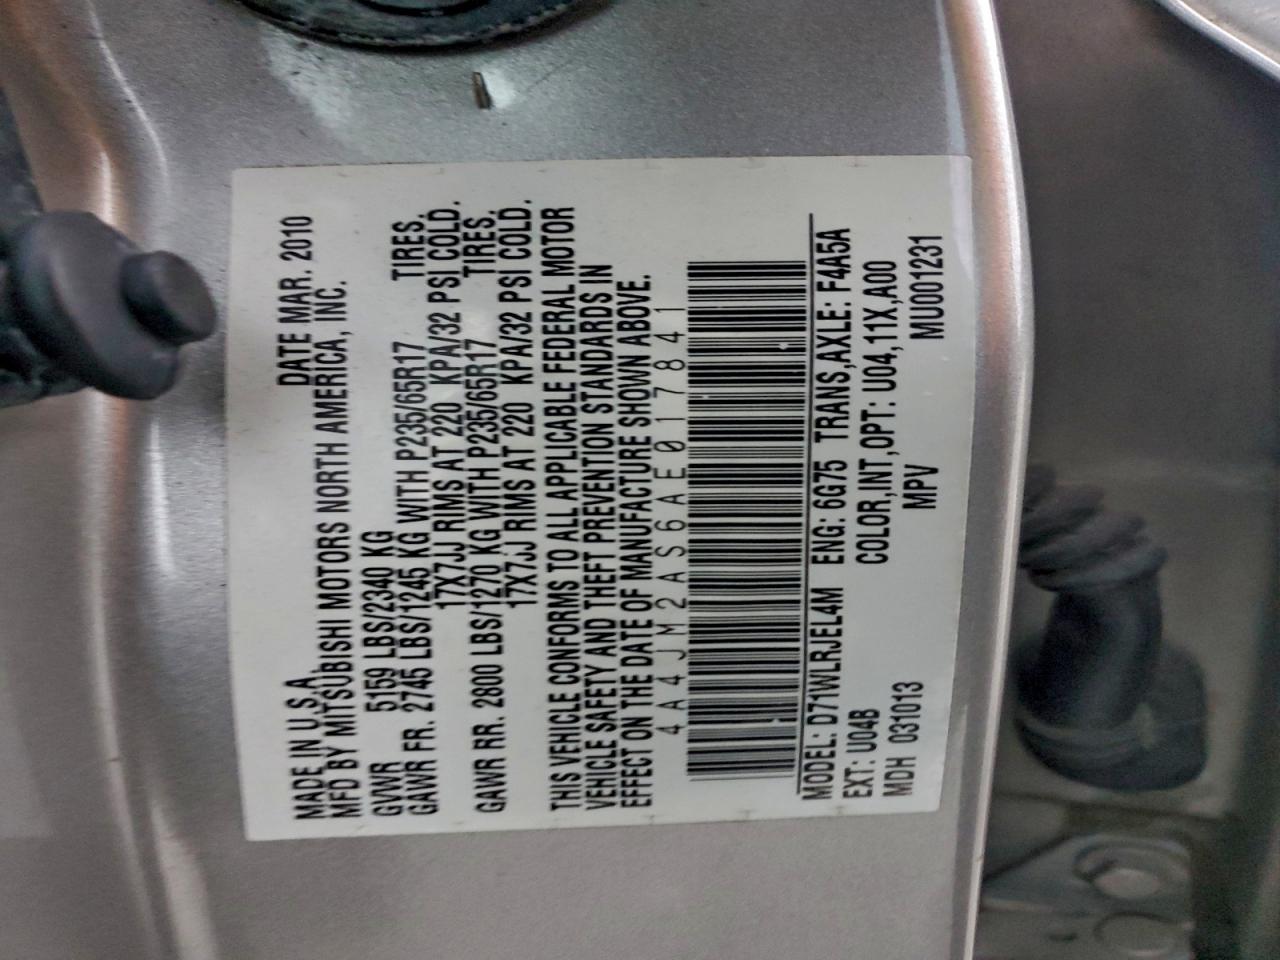 MADE IN U.S.A. DATE MAR. 2010
MFD BY MITSUBISHI MOTORS NORTH AMERICA, INC.
GVWR 5159 LBS/2340 KG
GAWR FR. 2745 LBS/1245 KG WITH P235/65R17 TIRES.
17X7JJ RIMS AT 220 KPA/32 PSI COLD.
GAWR RR. 2800 LBS/1270 KG WITH P235/65R17 TIRES.
17X7JJ RIMS AT 220 KPA/32 PSI COLD.
THIS VEHICLE CONFORMS TO ALL APPLICABLE FEDERAL MOTOR
VEHICLE SAFETY AND THEFT PREVENTION STANDARDS IN
EFFECT ON THE DATE OF MANUFACTURE SHOWN ABOVE.
4A4JM2AS6AE017841
MODEL: D71WLRJEL4M ENG: 6G75 TRANS,AXLE: F4A5A
EXT: U04B COLOR,INT,OPT: U04,11X,A00
MDH 031013 MPV MU001231